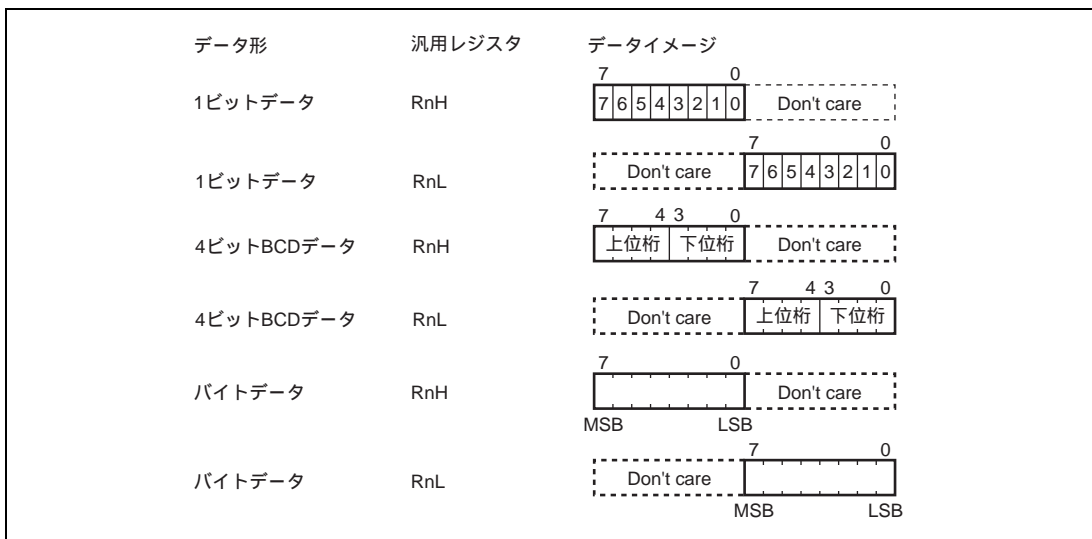 データ形 汎用レジスタ データイメージ
7 0
1ビットデータ RnH 7 6 5 4 3 2 1 0 Don't care
7 0
1ビットデータ RnL Don't care 7 6 5 4 3 2 1 0
7 4 3 0
4ビットBCDデータ RnH 上位桁 下位桁 Don't care
7 4 3 0
4ビットBCDデータ RnL Don't care 上位桁 下位桁
7 0
バイトデータ RnH Don't care
MSB LSB
7 0
バイトデータ RnL Don't care
MSB LSB